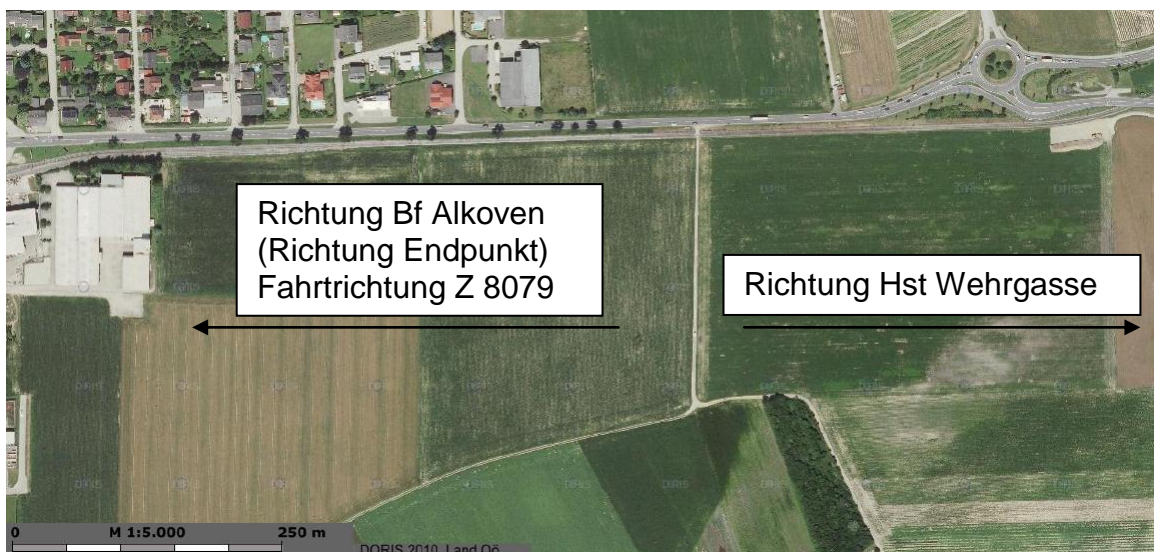 Richtung Bf Alkoven
(Richtung Endpunkt)
Fahrtrichtung Z 8079
Richtung Hst Wehrgasse
0 M 1:5.000 250 m
DORIS 2010, Land Oö